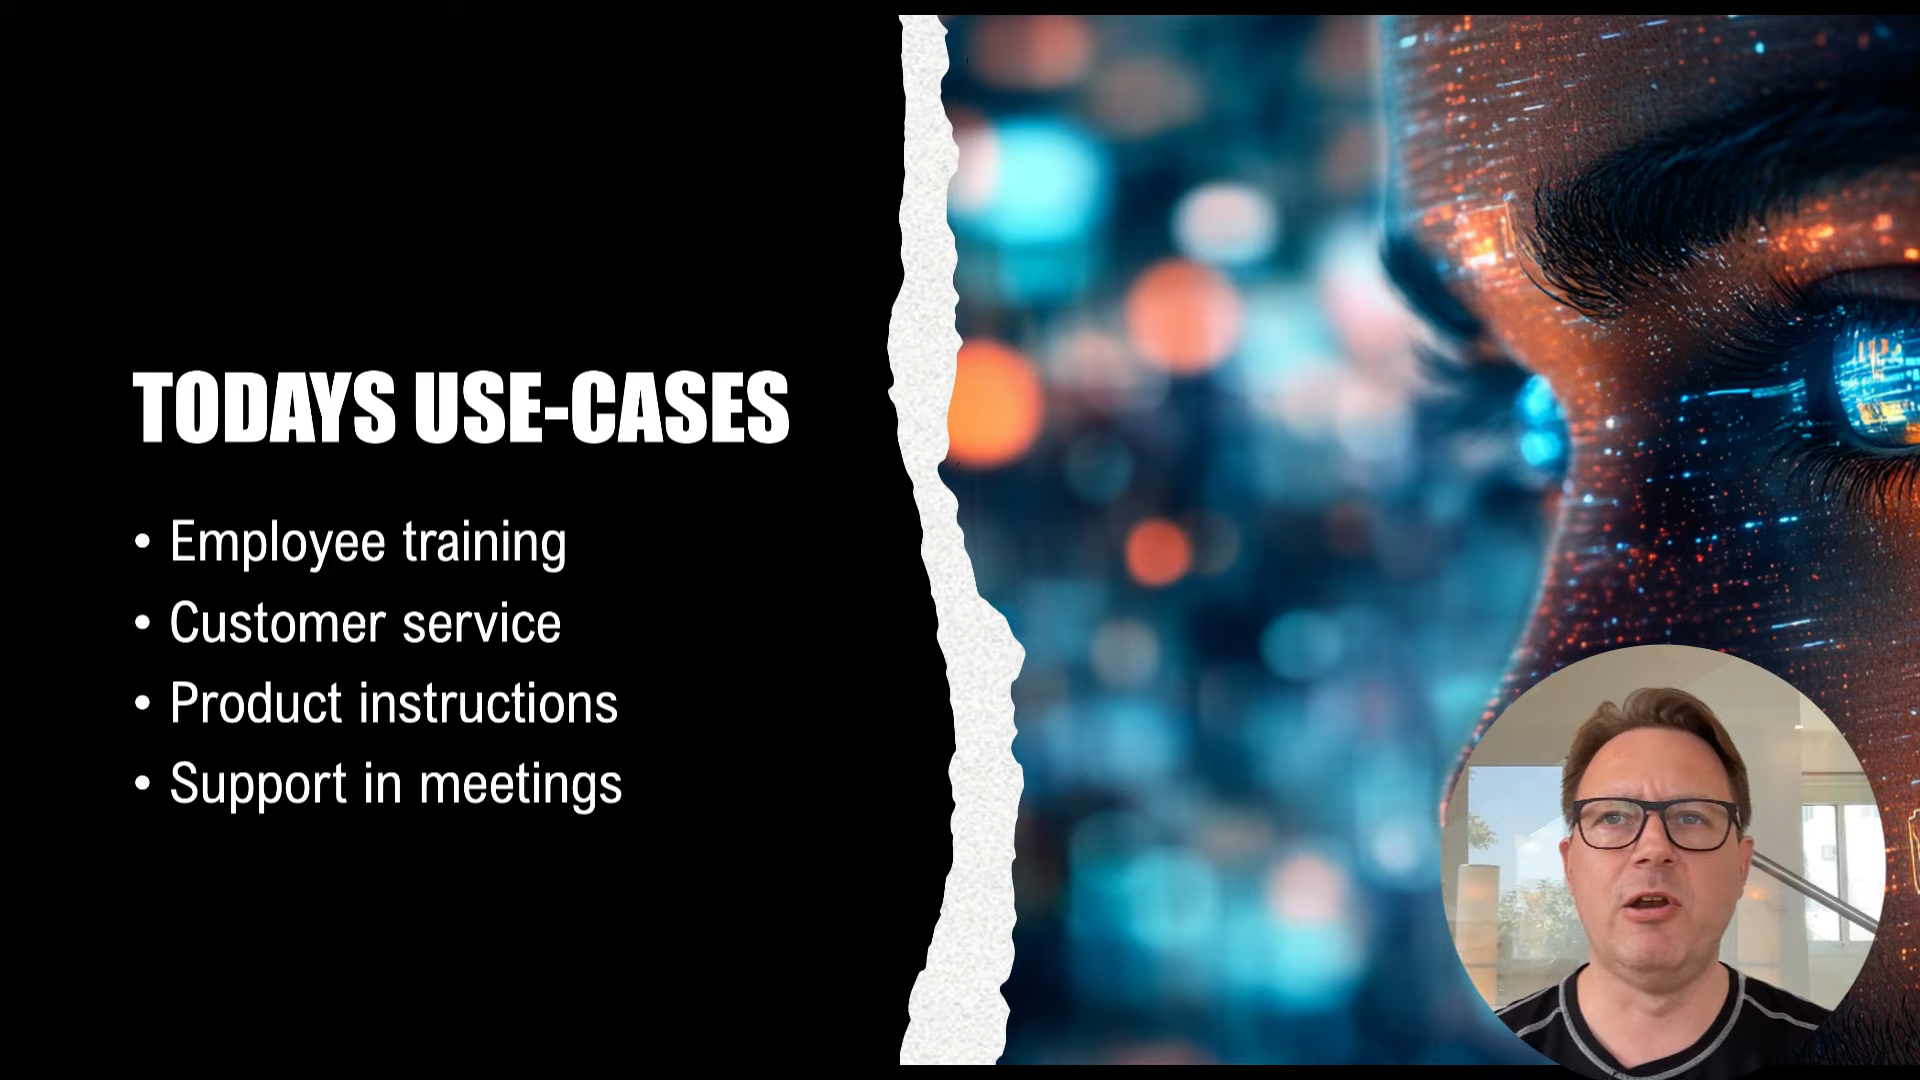 TODAYS USE-CASES
• Employee training
• Customer service
• Product instructions
• Support in meetings